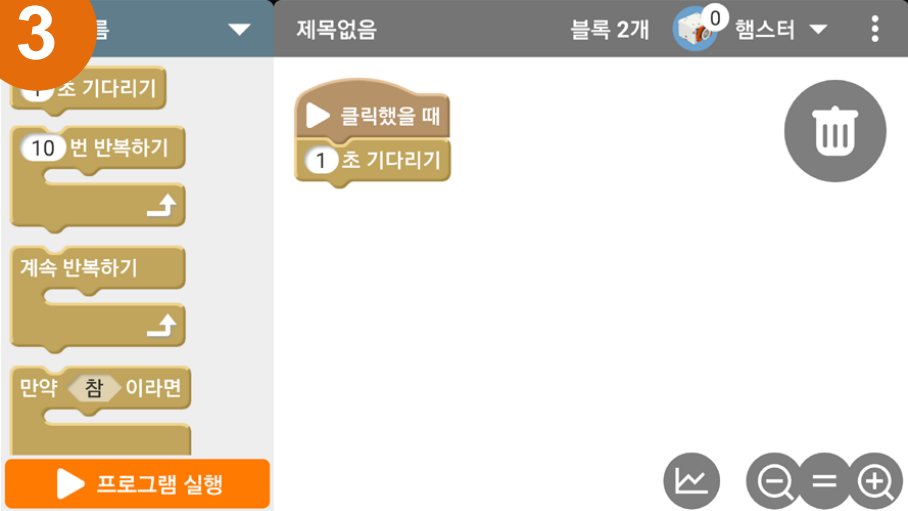 3
름
제목없음
블록 2개
0
햄스터
1 초 기다리기
10 번 반복하기
계속 반복하기
만약 참 이라면
프로그램 실행
클릭했을 때
1 초 기다리기